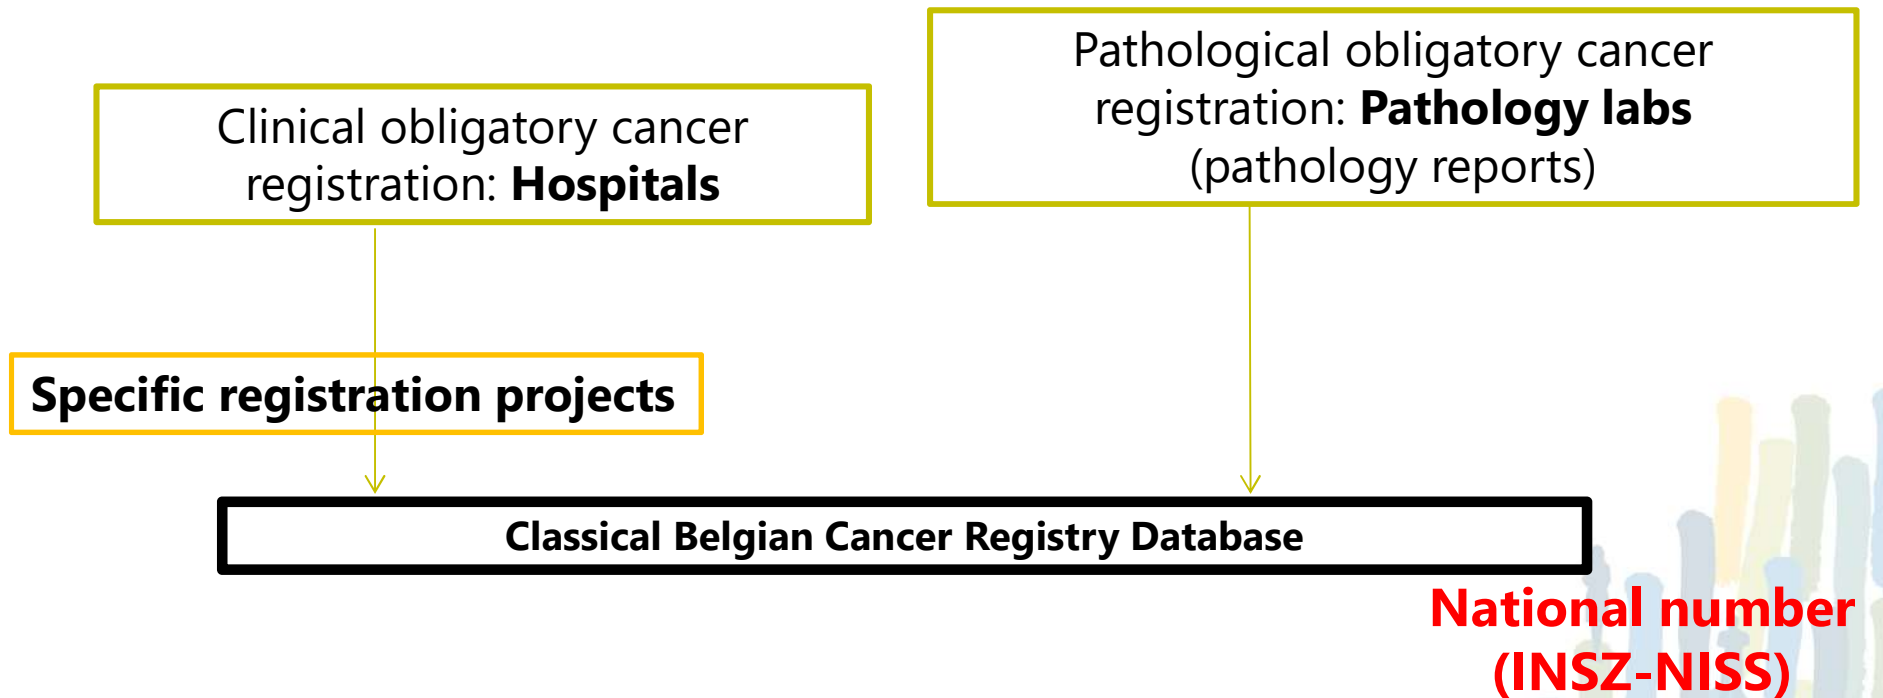 Clinical obligatory cancer
registration: Hospitals
Pathological obligatory cancer
registration: Pathology labs
(pathology reports)
Specific registration projects
Classical Belgian Cancer Registry Database
National number
(INSZ-NISS)